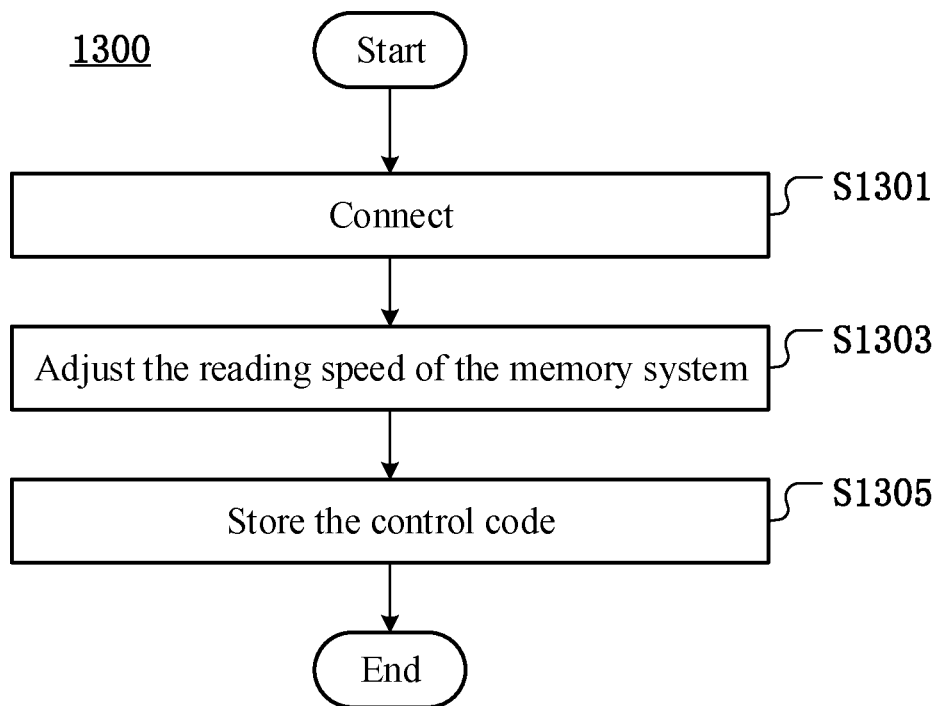 1300
Start
Connect
S1301
Adjust the reading speed of the memory system
S1303
Store the control code
S1305
End